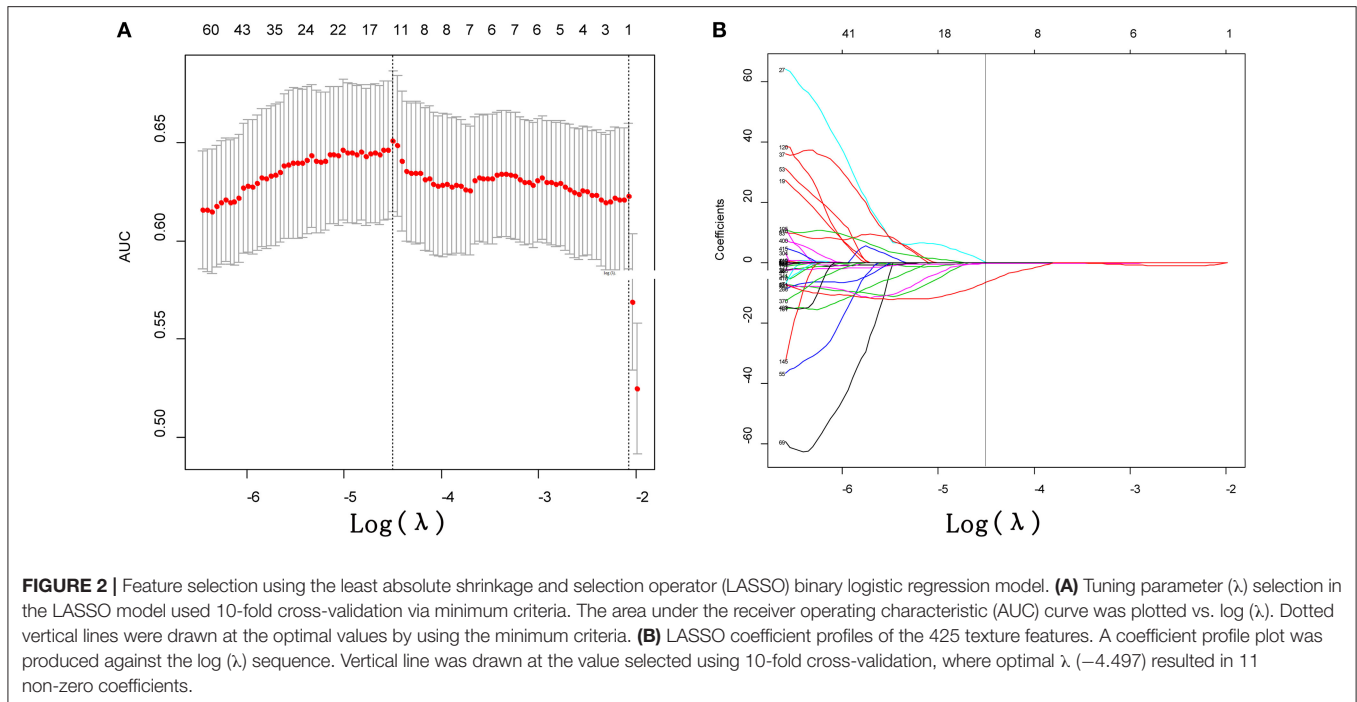 A
60 43 35 24 22 17 11 8 8 7 6 7 6 5 4 3 1
AUC
0.65
0.60
0.55
0.50
log (λ)
-6 -5 -4 -3 -2
Log(λ)
B
41 18 8 6 1
Coefficients
60
40
20
0
-20
-40
-60
27
120
37
53
19
145
55
69
-6 -5 -4 -3 -2
Log(λ)
FIGURE 2 | Feature selection using the least absolute shrinkage and selection operator (LASSO) binary logistic regression model. (A) Tuning parameter (λ) selection in
the LASSO model used 10-fold cross-validation via minimum criteria. The area under the receiver operating characteristic (AUC) curve was plotted vs. log (λ). Dotted
vertical lines were drawn at the optimal values by using the minimum criteria. (B) LASSO coefficient profiles of the 425 texture features. A coefficient profile plot was
produced against the log (λ) sequence. Vertical line was drawn at the value selected using 10-fold cross-validation, where optimal λ (−4.497) resulted in 11
non-zero coefficients.